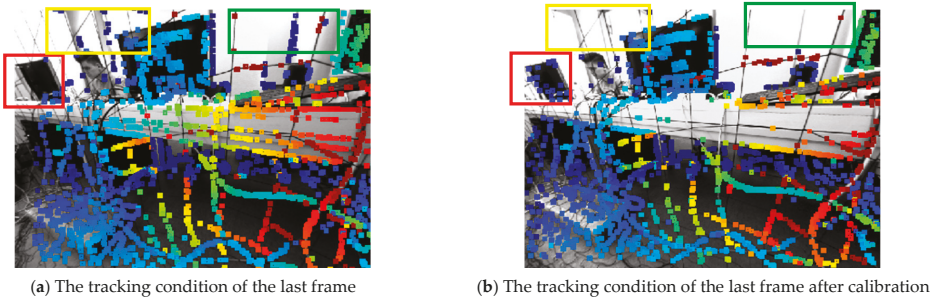 (a) The tracking condition of the last frame
(b) The tracking condition of the last frame after calibration